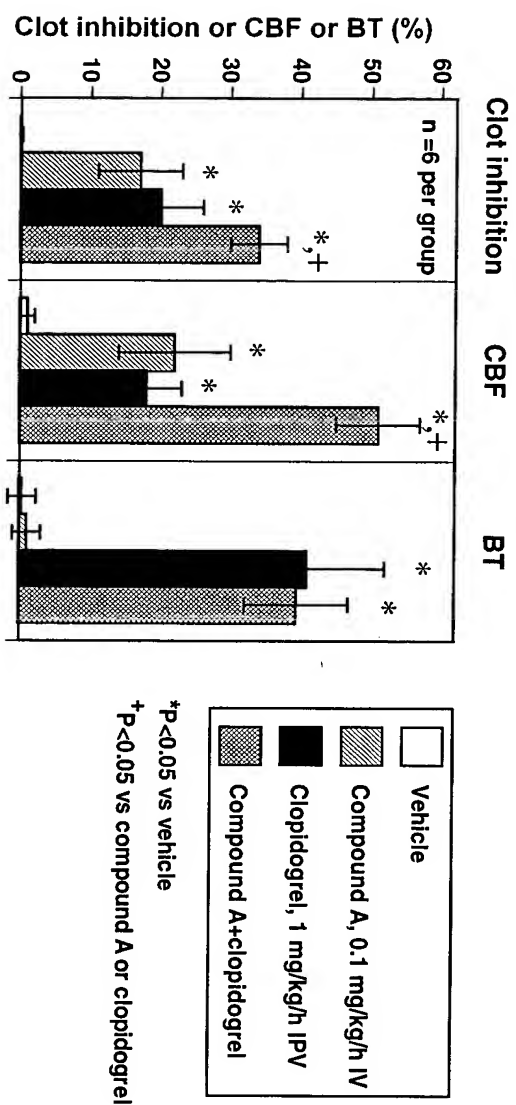 Clot inhibition or CBF or BT (%)
0 10 20 30 40 50 60
Clot inhibition
CBF
BT
n =6 per group
*
*
*,+
*
*
*,+
*
*
Vehicle
Compound A, 0.1 mg/kg/h IV
Clopidogrel, 1 mg/kg/h IPV
Compound A+clopidogrel
*P<0.05 vs vehicle
+P<0.05 vs compound A or clopidogrel